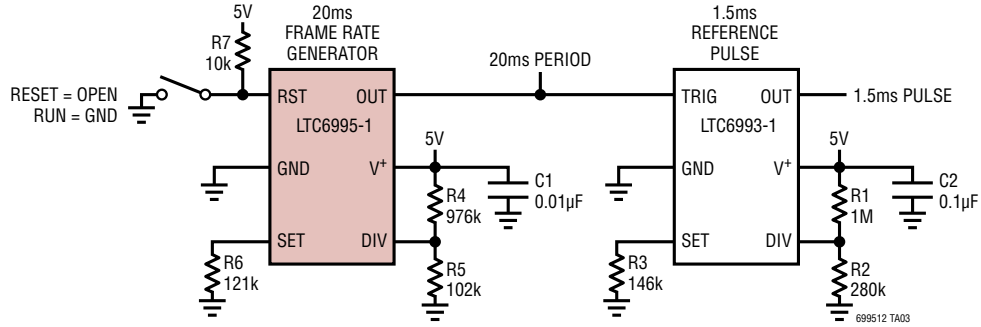 5V
20ms
FRAME RATE
GENERATOR
1.5ms
REFERENCE
PULSE
R7
10k
20ms PERIOD
RESET = OPEN
RUN = GND
RST
OUT
LTC6995-1
GND
V+
SET
DIV
5V
R4
976k
C1
0.01µF
R6
121k
R5
102k
TRIG
OUT
1.5ms PULSE
LTC6993-1
GND
V+
SET
DIV
5V
R1
1M
C2
0.1µF
R3
146k
R2
280k
699512 TA03